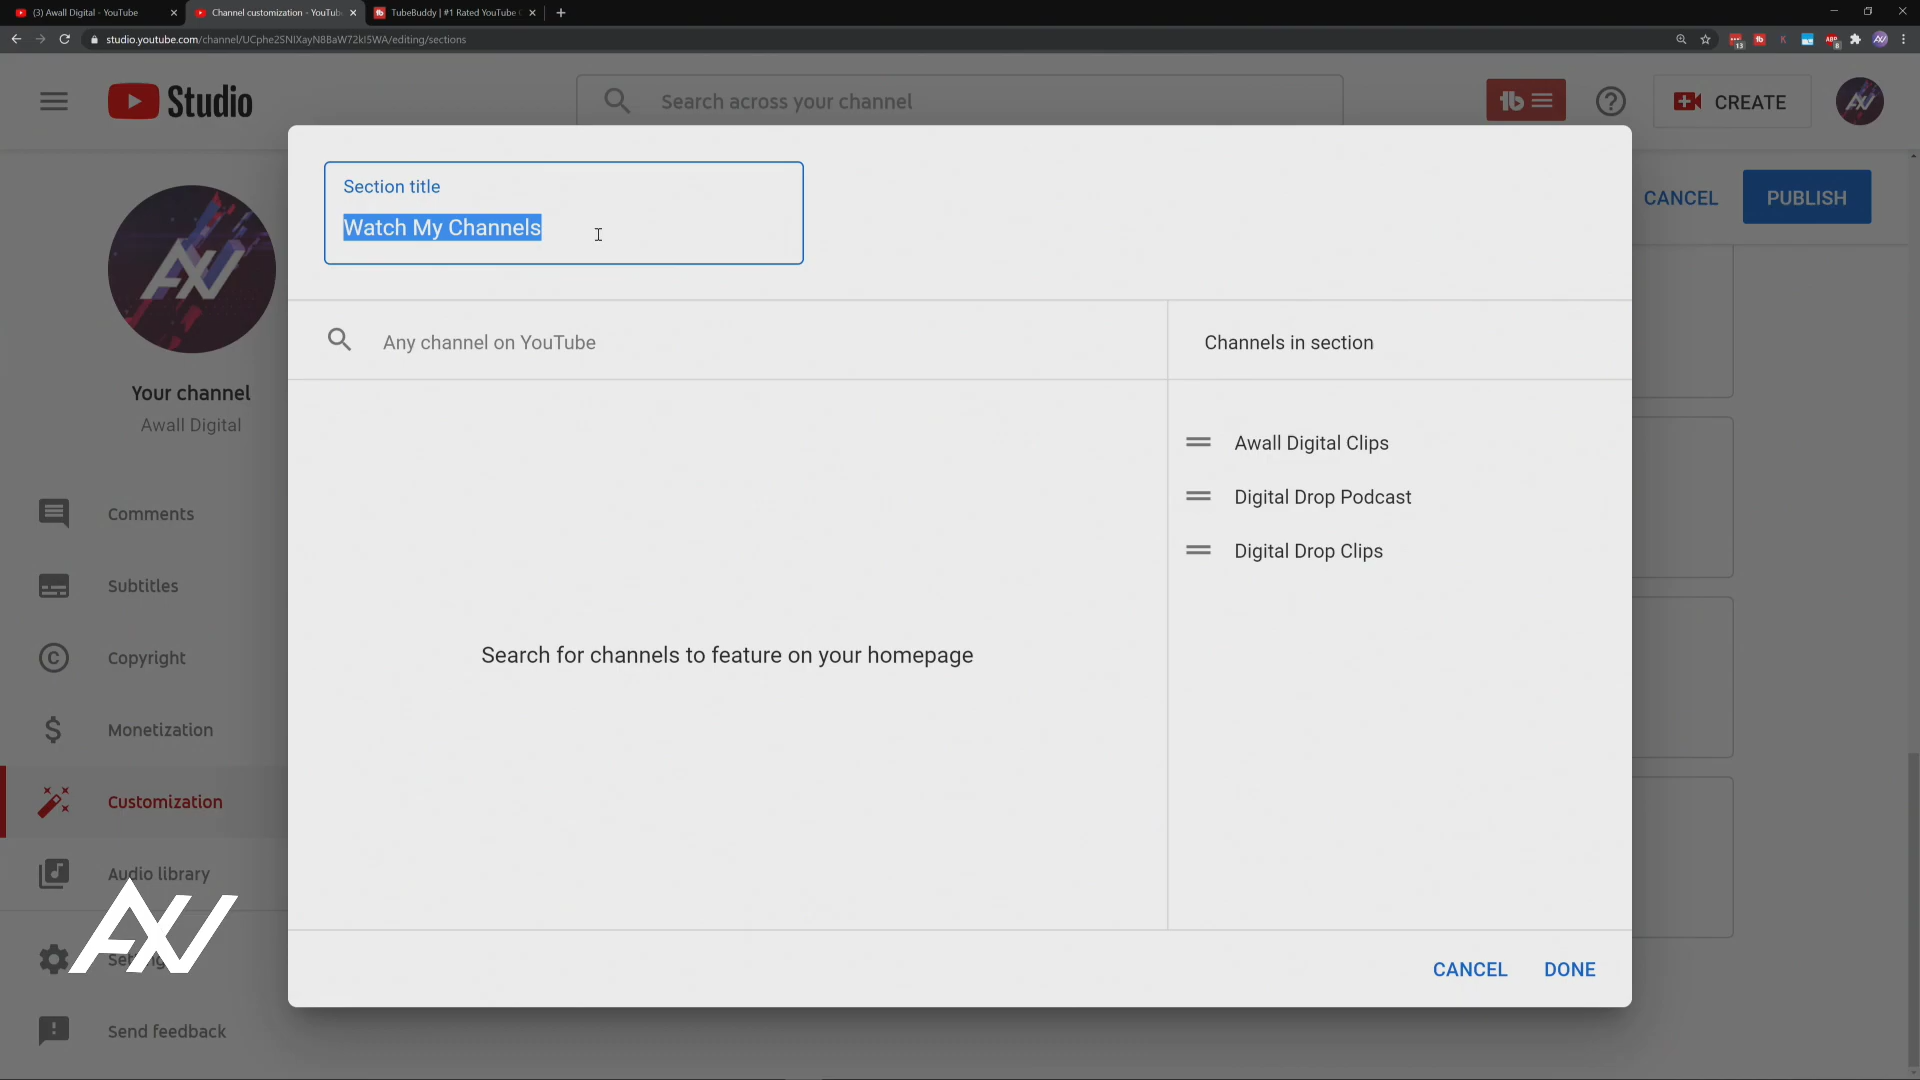 (3) Awall Digital - YouTube
Channel customization - YouTub
TubeBuddy | #1 Rated YouTube
studio.youtube.com/channel/UCphe2SNlXayN8BaW72kI5WA/editing/sections
13
8
Studio
Search across your channel
CREATE
CANCEL
PUBLISH
Section title
Watch My Channels
Any channel on YouTube
Channels in section
Your channel
Awall Digital
Awall Digital Clips
Digital Drop Podcast
Comments
Digital Drop Clips
Subtitles
Search for channels to feature on your homepage
Copyright
Monetization
Customization
Audio library
CANCEL
DONE
Send feedback